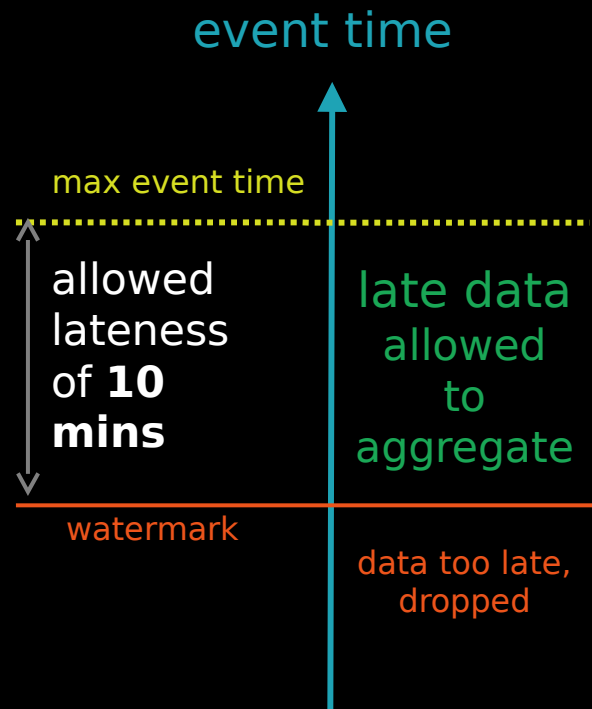 event time
max event time
allowed
lateness
of 10
mins
late data
allowed
to
aggregate
watermark
data too late,
dropped